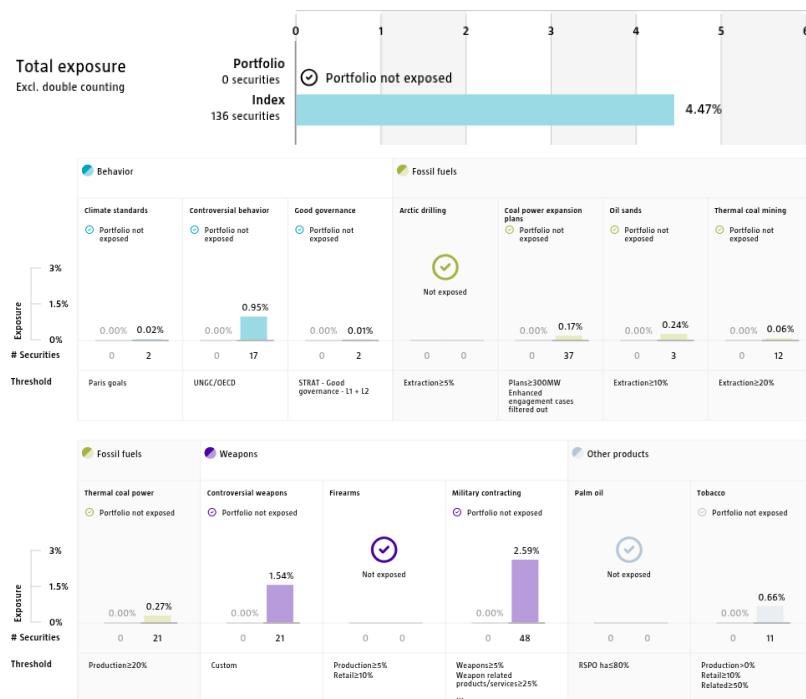 0 1 2 3 4 5 6
Total exposure
Excl. double counting
Portfolio
0 securities
Portfolio not exposed
Index
136 securities
4.47%
Behavior
Fossil fuels
Climate standards
Controversial behavior
Good governance
Arctic drilling
Coal power expansion
plans
Oil sands
Thermal coal mining
Portfolio not
exposed
Portfolio not
exposed
Portfolio not
exposed
Not exposed
Portfolio not
exposed
Portfolio not
exposed
Portfolio not
exposed
Exposure
3%
1.5%
0%
0.00% 0.02%
0.00% 0.95%
0.00% 0.01%
0.00% 0.17%
0.00% 0.24%
0.00% 0.06%
# Securities
0 2
0 17
0 2
0 0
0 37
0 3
0 12
Threshold
Paris goals
UNGC/OECD
STRAT - Good
governance - L1 + L2
Extraction≥5%
Plans≥300MW
Enhanced
engagement cases
filtered out
Extraction≥10%
Extraction≥20%
Fossil fuels
Weapons
Other products
Thermal coal power
Controversial weapons
Firearms
Military contracting
Palm oil
Tobacco
Portfolio not exposed
Portfolio not exposed
Not exposed
Portfolio not exposed
Not exposed
Portfolio not exposed
Exposure
3%
1.5%
0%
0.00% 0.27%
0.00% 1.54%
0.00% 2.59%
0.00% 0.66%
# Securities
0 21
0 21
0 0
0 48
0 0
0 11
Threshold
Production≥20%
Custom
Production≥5%
Retail≥10%
Weapons≥5%
Weapon related
products/services≥25%
RSPO ha≤80%
Production>0%
Retail≥10%
Related≥50%